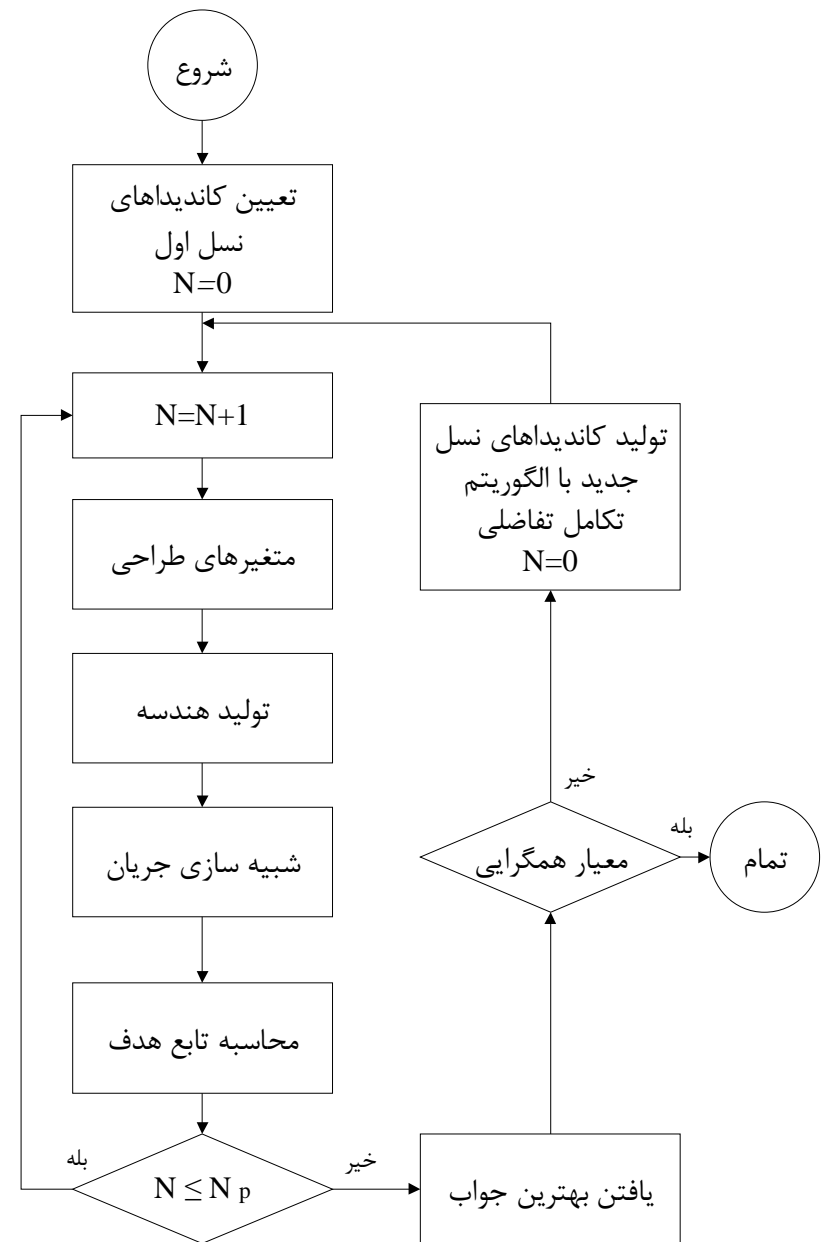 شروع
تعیین کاندیداهای
نسل اول
N=0
N=N+1
متغیرهای طراحی
تولید هندسه
شبیه سازی جریان
محاسبه تابع هدف
N ≤ N p
بله
خیر
یافتن بهترین جواب
معیار همگرایی
بله
تمام
خیر
تولید کاندیداهای نسل
جدید با الگوریتم
تکامل تفاضلی
N=0